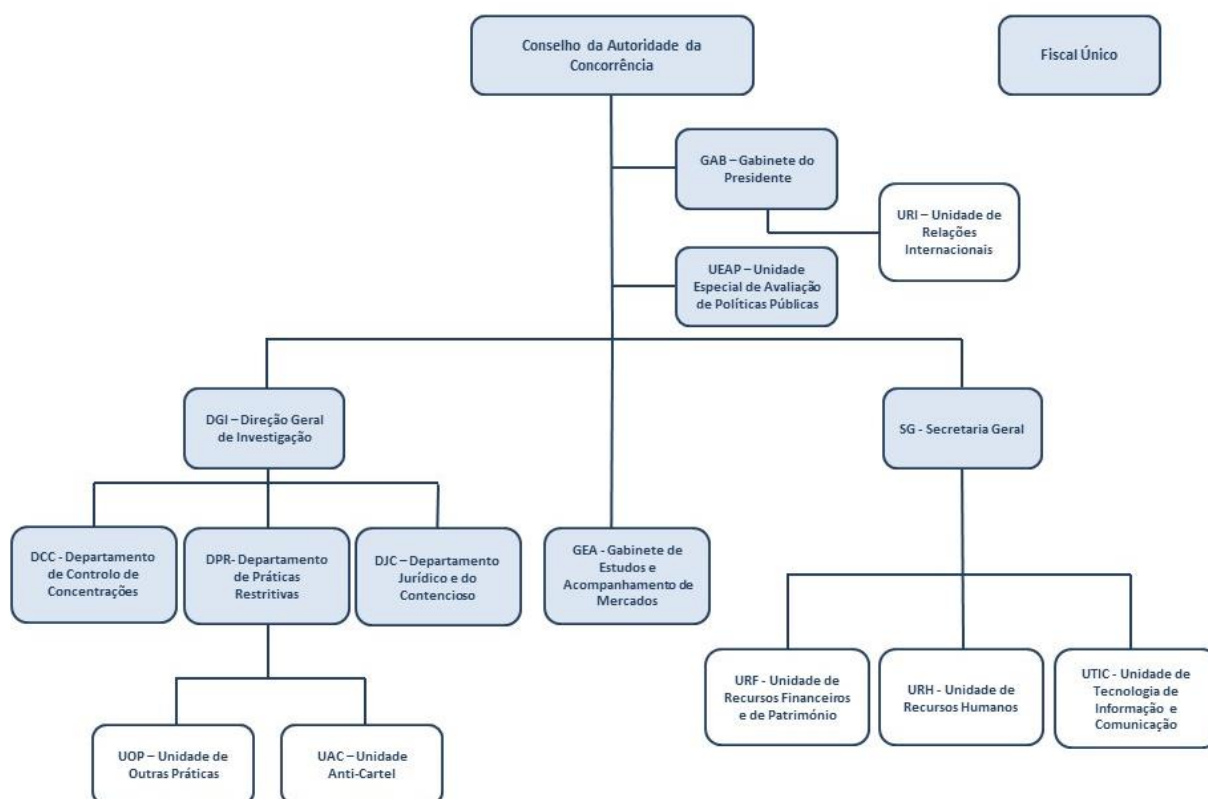 Conselho da Autoridade da
Concorrência
Fiscal Único
GAB – Gabinete do
Presidente
URI – Unidade de
Relações
Internacionais
UEAP – Unidade
Especial de Avaliação
de Políticas Públicas
DGI – Direção Geral
de Investigação
SG - Secretaria Geral
DCC - Departamento
de Controlo de
Concentrações
DPR- Departamento
de Práticas
Restritivas
DJC – Departamento
Jurídico e do
Contencioso
GEA - Gabinete de
Estudos e
Acompanhamento de
Mercados
URF - Unidade de
Recursos Financeiros
e de Património
URH - Unidade de
Recursos Humanos
UTIC - Unidade de
Tecnologia de
Informação e
Comunicação
UOP – Unidade de
Outras Práticas
UAC – Unidade
Anti-Cartel